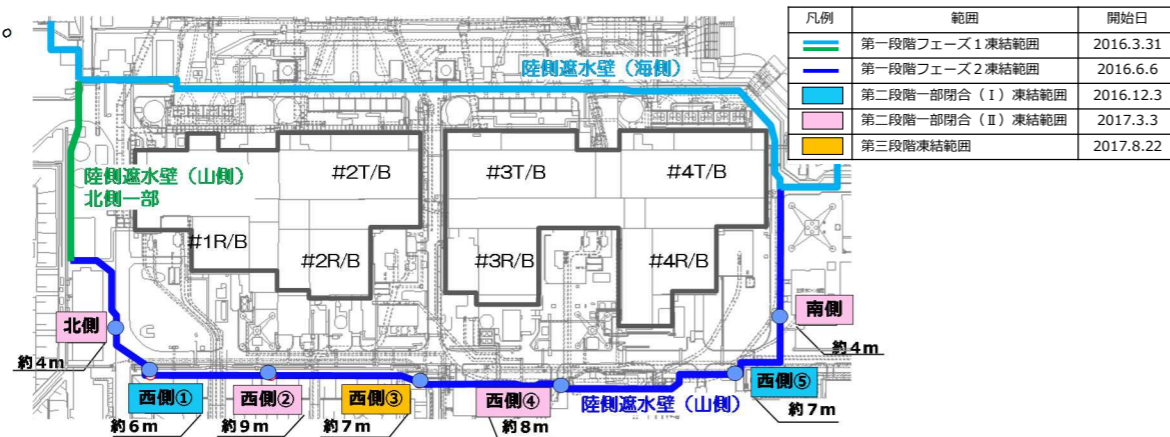 。
凡例 範囲 開始日
第一段階フェーズ1凍結範囲 2016.3.31
第一段階フェーズ2凍結範囲 2016.6.6
第二段階一部閉合（Ⅰ）凍結範囲 2016.12.3
第二段階一部閉合（Ⅱ）凍結範囲 2017.3.3
第三段階凍結範囲 2017.8.22
陸側遮水壁（海側）
陸側遮水壁（山側）
北側一部
#2T/B
#3T/B
#4T/B
#1R/B
#2R/B
#3R/B
#4R/B
北側
約4m
南側
約4m
西側①
約6m
西側②
約9m
西側③
約7m
西側④
約8m
陸側遮水壁（山側）
西側⑤
約7m